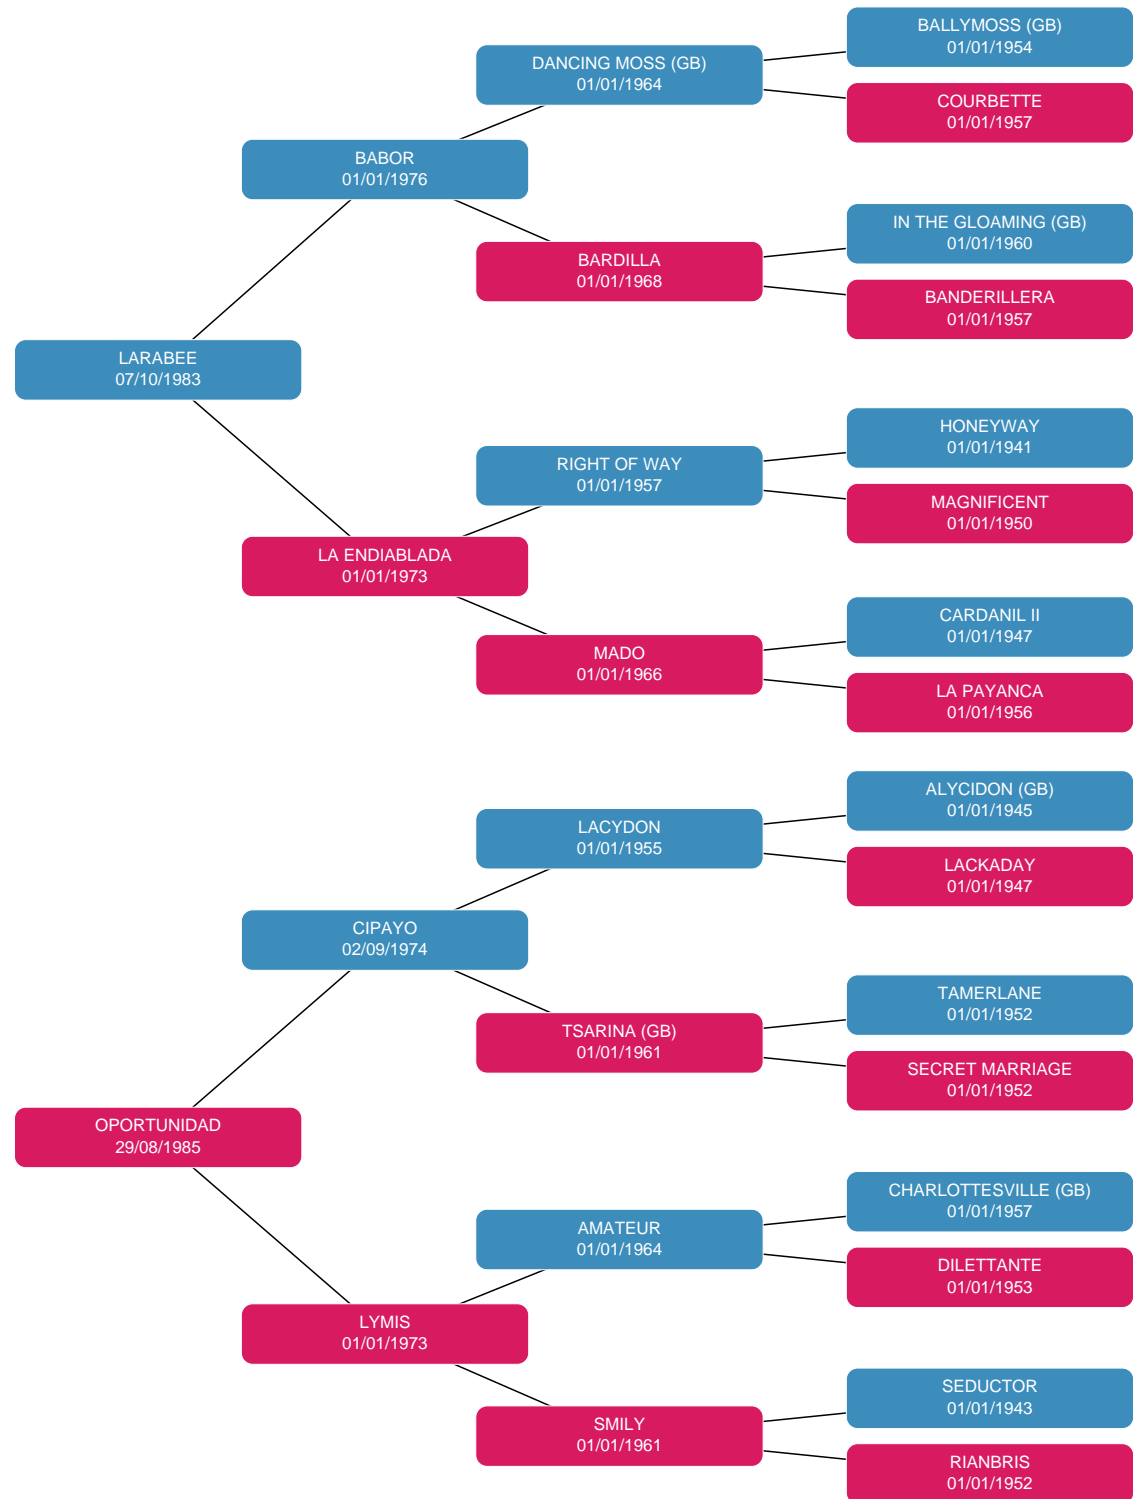 BALLYMOSS (GB)
01/01/1954
DANCING MOSS (GB)
01/01/1964
COURBETTE
01/01/1957
BABOR
01/01/1976
IN THE GLOAMING (GB)
01/01/1960
BARDILLA
01/01/1968
BANDERILLERA
01/01/1957
LARABEE
07/10/1983
HONEYWAY
01/01/1941
RIGHT OF WAY
01/01/1957
MAGNIFICENT
01/01/1950
LA ENDIABLADA
01/01/1973
CARDANIL II
01/01/1947
MADO
01/01/1966
LA PAYANCA
01/01/1956
ALYCIDON (GB)
01/01/1945
LACYDON
01/01/1955
LACKADAY
01/01/1947
CIPAYO
02/09/1974
TAMERLANE
01/01/1952
TSARINA (GB)
01/01/1961
SECRET MARRIAGE
01/01/1952
OPORTUNIDAD
29/08/1985
CHARLOTTESVILLE (GB)
01/01/1957
AMATEUR
01/01/1964
DILETTANTE
01/01/1953
LYMIS
01/01/1973
SEDUCTOR
01/01/1943
SMILY
01/01/1961
RIANBRIS
01/01/1952